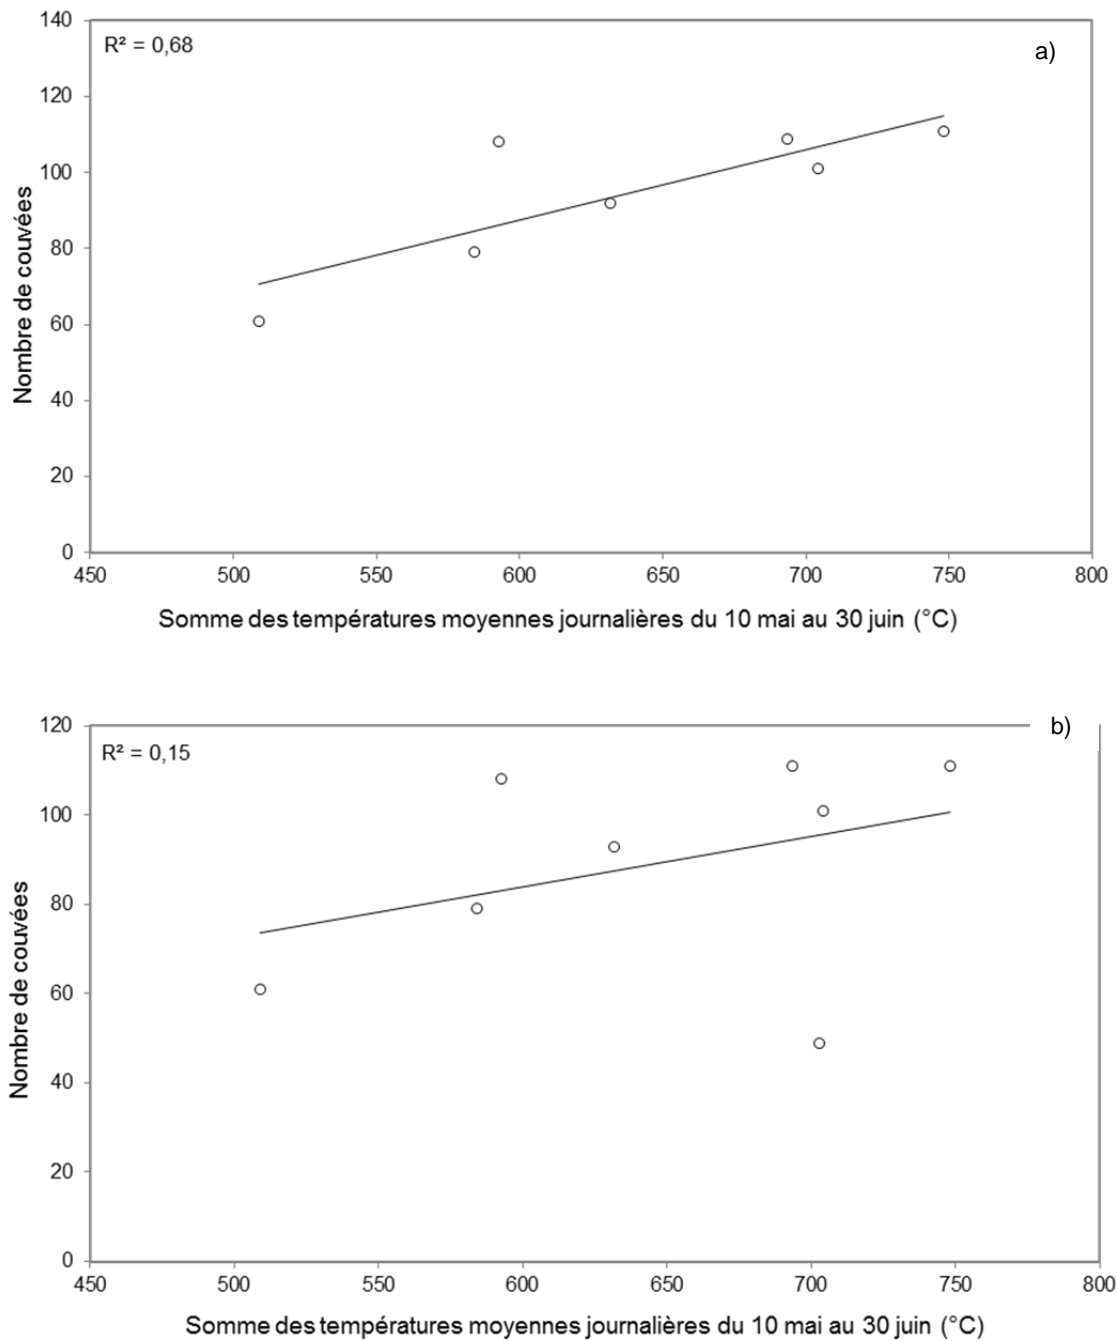 140
R² = 0,68
a)
120
100
80
60
40
20
0
Nombre de couvées
450 500 550 600 650 700 750 800
Somme des températures moyennes journalières du 10 mai au 30 juin (°C)
120
b)
R² = 0,15
100
80
60
40
20
0
Nombre de couvées
450 500 550 600 650 700 750 800
Somme des températures moyennes journalières du 10 mai au 30 juin (°C)